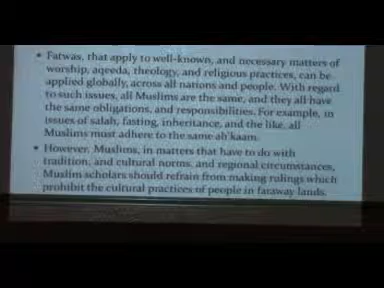 • Fatwas, that apply to well-known, and necessary matters of
worship, aqeeda, theology, and religious practices, can be
applied globally, across all nations and people. With regard
to such issues, all Muslims are the same, and they all have
the same obligations, and responsibilities. For example, in
issues of salah, fasting, inheritance, and the like, all
Muslims must adhere to the same ah'kaam.
• However, Muslims, in matters that have to do with
tradition, and cultural norms, and regional circumstances,
Muslim scholars should refrain from making rulings which
prohibit the cultural practices of people in faraway lands.